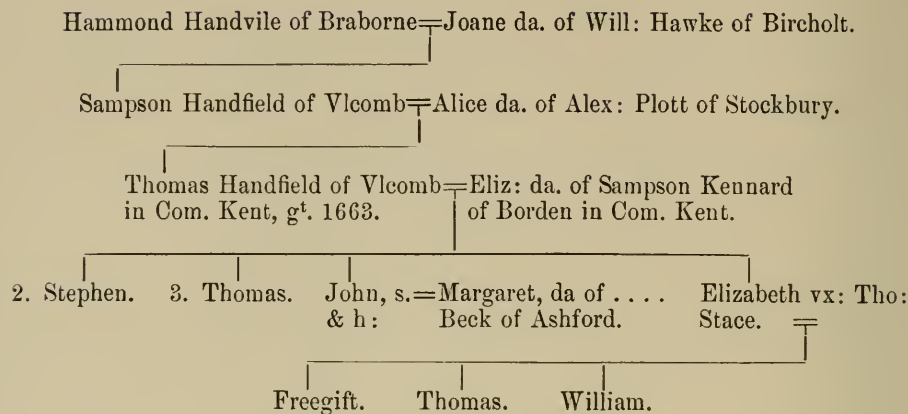 Hammond Handvile of Braborne=Joane da. of Will: Hawke of Bircholt.
Sampson Handfield of Vlcomb=Alice da. of Alex: Plott of Stockbury.
Thomas Handfield of Vlcomb=Eliz: da. of Sampson Kennard
in Com. Kent, gᵗ. 1663. of Borden in Com. Kent.
2. Stephen. 3. Thomas. John, s.=Margaret, da of . . . . Elizabeth vx: Tho:
& h: Beck of Ashford. Stace. =
Freegift. Thomas. William.